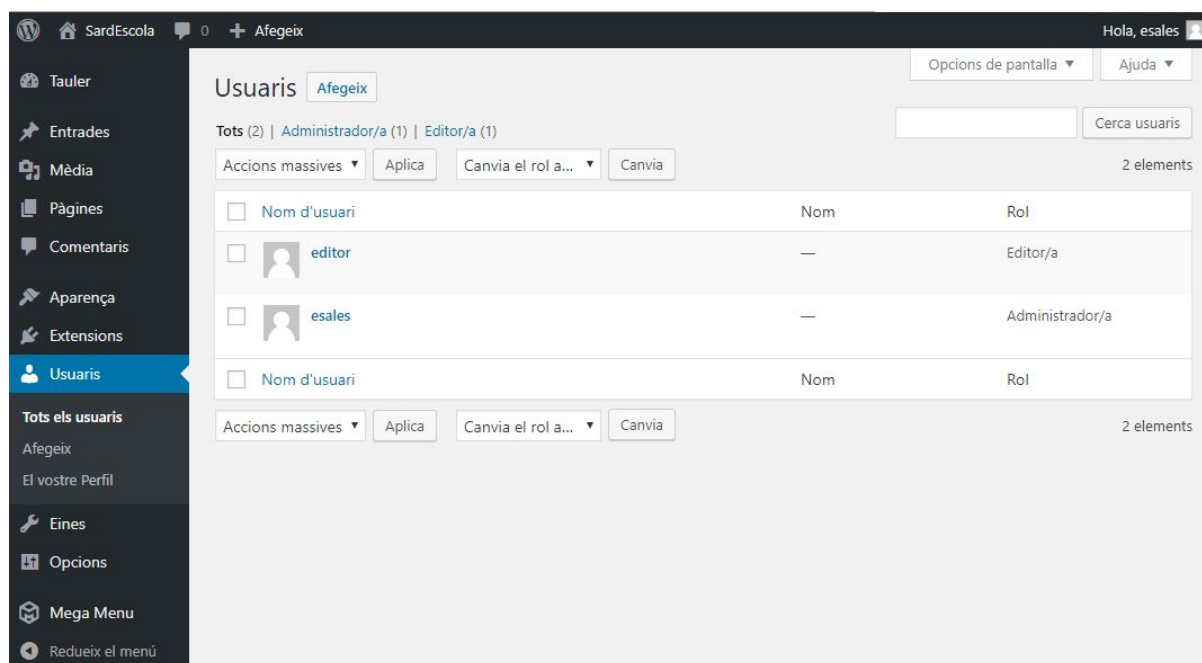 SardEscola 0 Afegeix Hola, esales
Tauler
Entrades
Mèdia
Pàgines
Comentaris
Aparença
Extensions
Usuaris
Tots els usuaris
Afegeix
El vostre Perfil
Eines
Opcions
Mega Menu
Redueix el menú
Opcions de pantalla ▼ Ajuda ▼
Usuaris Afegeix
Tots (2) | Administrador/a (1) | Editor/a (1)
Cerca usuaris
Accions massives ▼ Aplica Canvia el rol a... ▼ Canvia 2 elements
Nom d'usuari Nom Rol
editor — Editor/a
esales — Administrador/a
Nom d'usuari Nom Rol
Accions massives ▼ Aplica Canvia el rol a... ▼ Canvia 2 elements